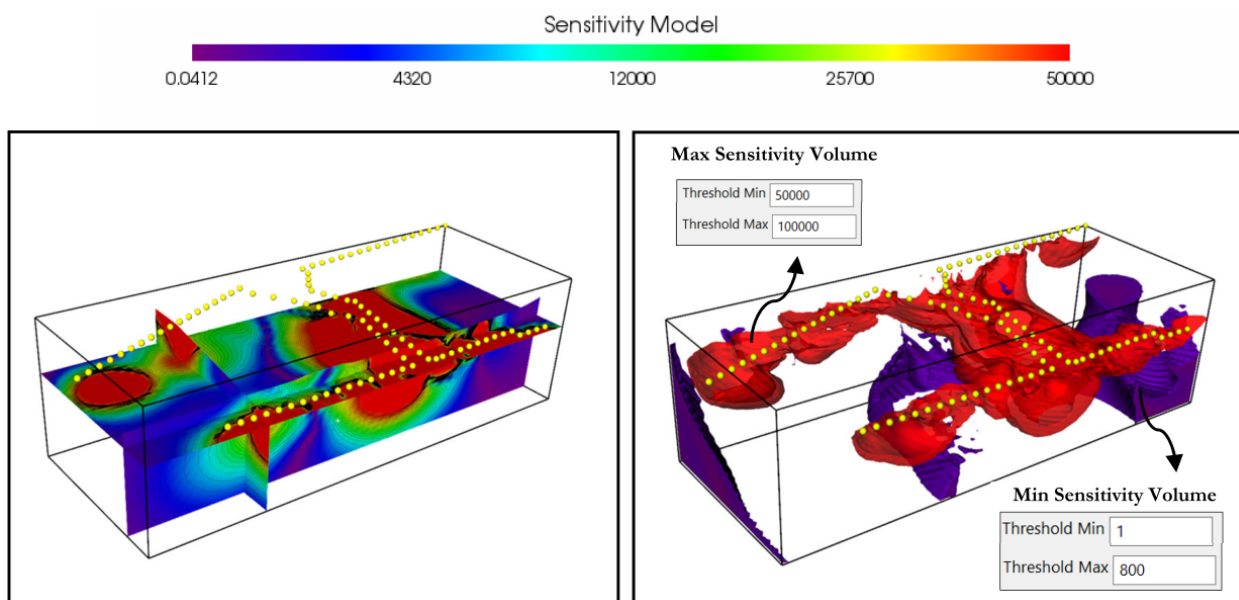 Sensitivity Model
0.0412 4320 12000 25700 50000
Max Sensitivity Volume
Threshold Min 50000
Threshold Max 100000
Min Sensitivity Volume
Threshold Min 1
Threshold Max 800